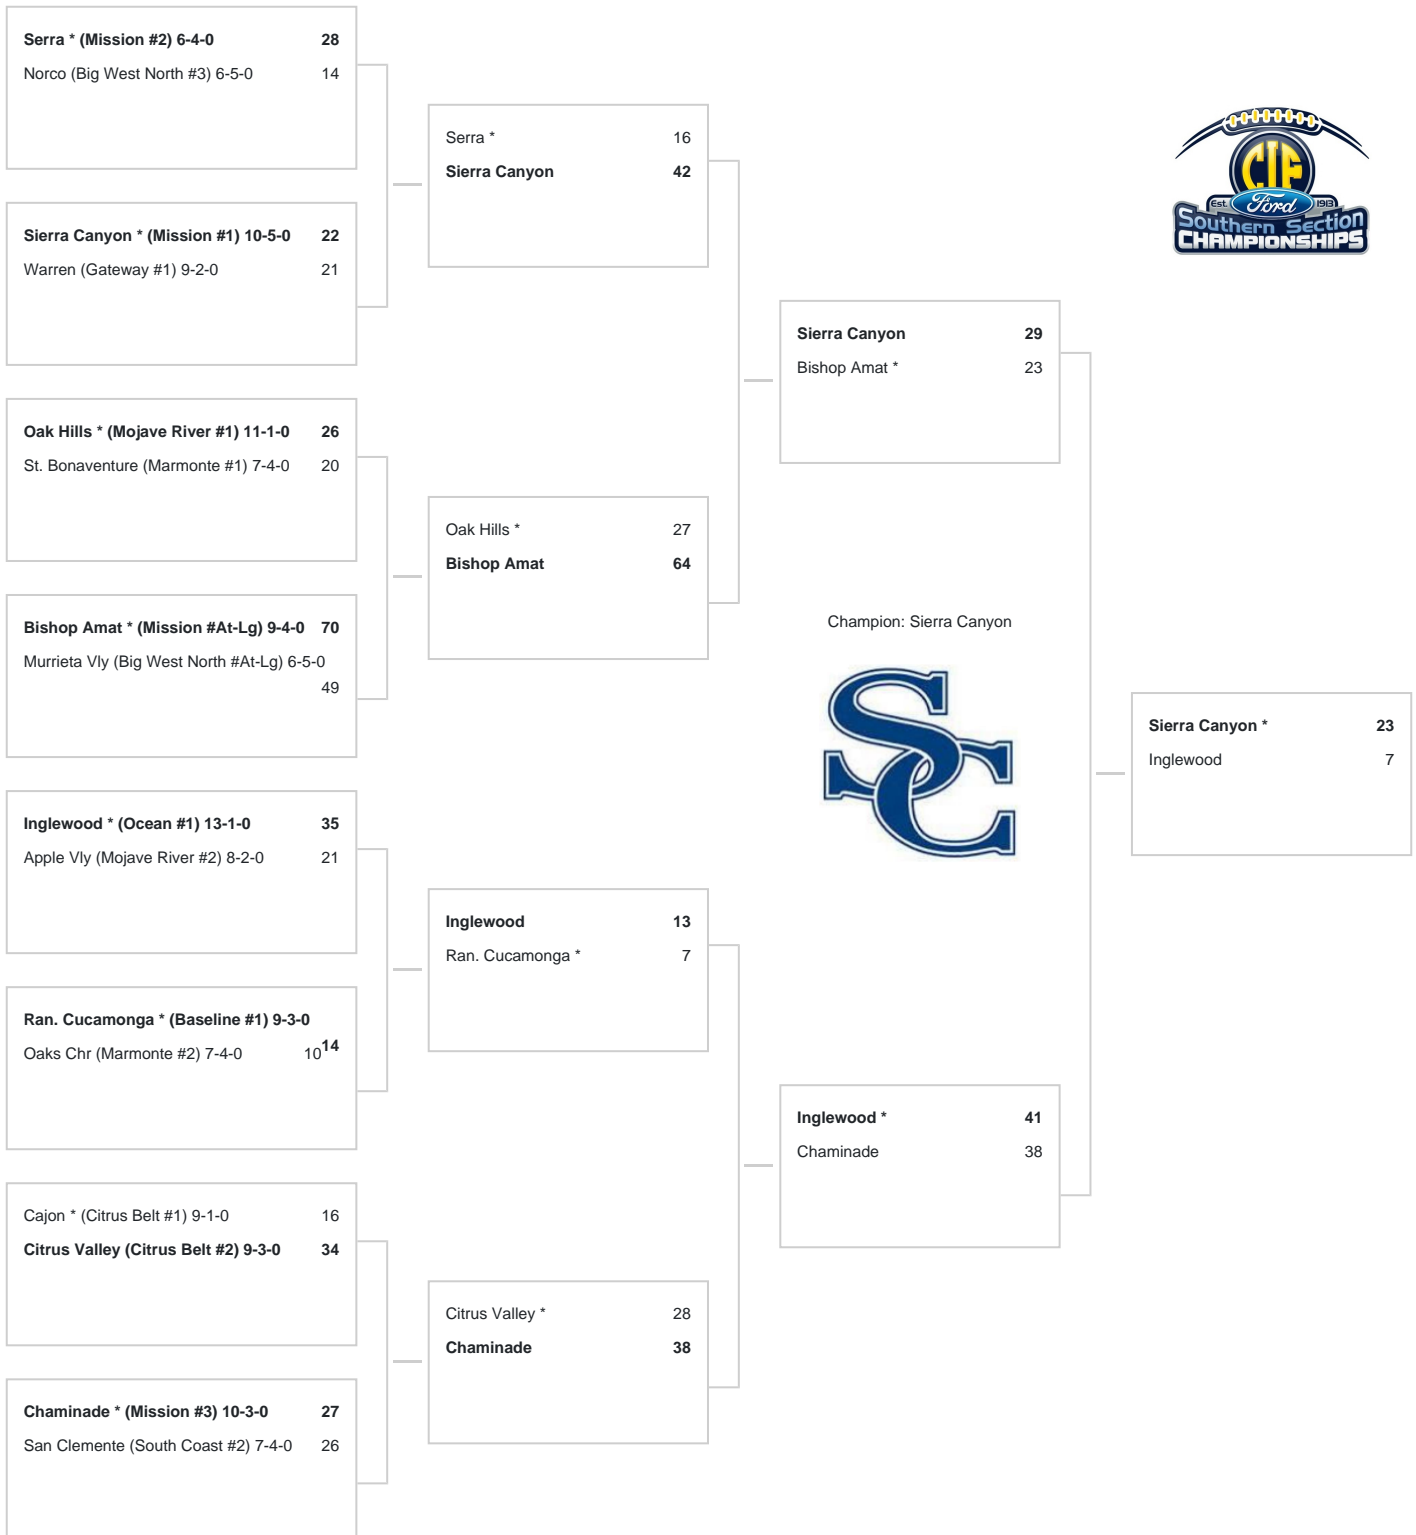 Serra * (Mission #2) 6-4-0 28
Norco (Big West North #3) 6-5-0 14
Sierra Canyon * (Mission #1) 10-5-0 22
Warren (Gateway #1) 9-2-0 21
Oak Hills * (Mojave River #1) 11-1-0 26
St. Bonaventure (Marmonte #1) 7-4-0 20
Bishop Amat * (Mission #At-Lg) 9-4-0 70
Murrieta Vly (Big West North #At-Lg) 6-5-0
49
Inglewood * (Ocean #1) 13-1-0 35
Apple Vly (Mojave River #2) 8-2-0 21
Ran. Cucamonga * (Baseline #1) 9-3-0
14
Oaks Chr (Marmonte #2) 7-4-0 10
Cajon * (Citrus Belt #1) 9-1-0 16
Citrus Valley (Citrus Belt #2) 9-3-0 34
Chaminade * (Mission #3) 10-3-0 27
San Clemente (South Coast #2) 7-4-0 26
Serra * 16
Sierra Canyon 42
Oak Hills * 27
Bishop Amat 64
Inglewood 13
Ran. Cucamonga * 7
Citrus Valley * 28
Chaminade 38
Sierra Canyon 29
Bishop Amat * 23
Inglewood * 41
Chaminade 38
Champion: Sierra Canyon
SC
Sierra Canyon * 23
Inglewood 7
CIF
Est. Ford 1913
Southern Section
CHAMPIONSHIPS